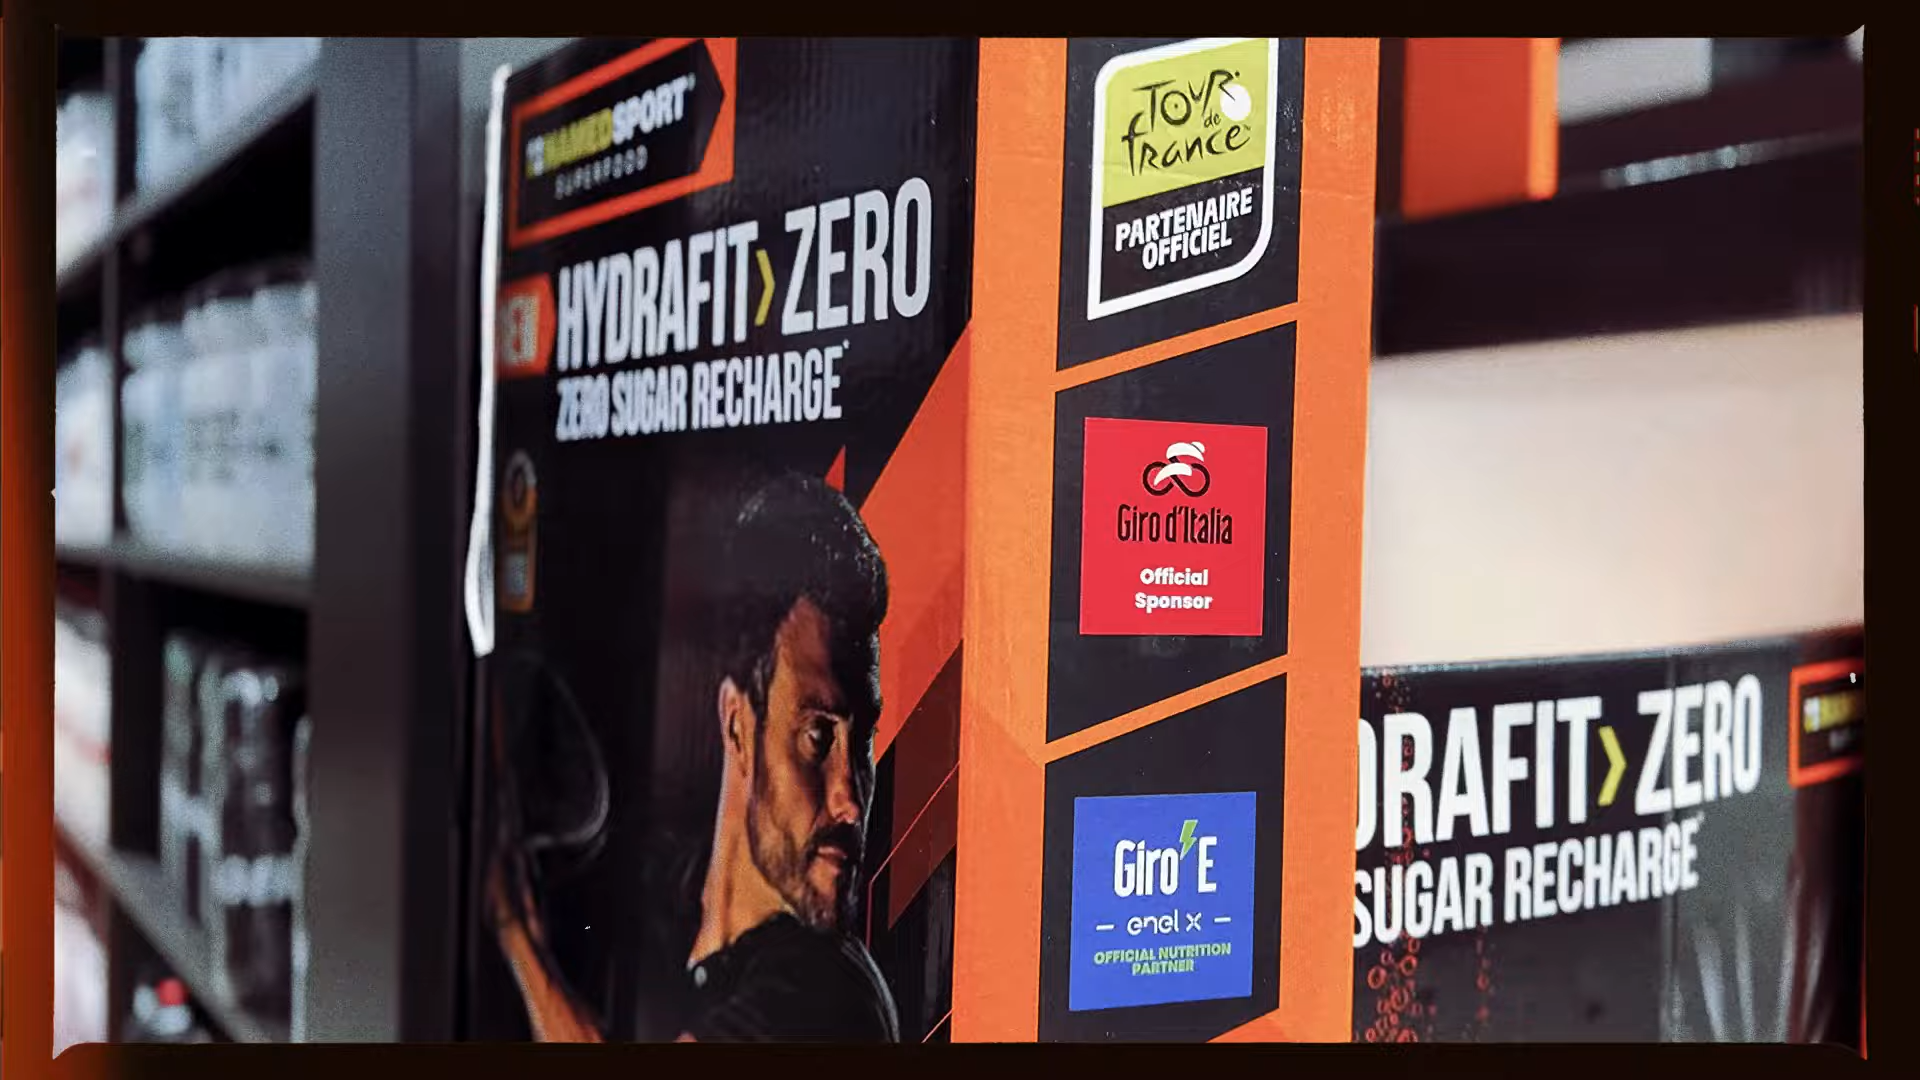 NAMEDSPORT
SUPERFOOD
NEW
HYDRAFIT>ZERO
ZERO SUGAR RECHARGE*
TOUR
de
france
PARTENAIRE
OFFICIEL
Giro d'Italia
Official
Sponsor
Giro E
enel x
OFFICIAL NUTRITION
PARTNER
DRAFIT>ZERO
SUGAR RECHARGE*